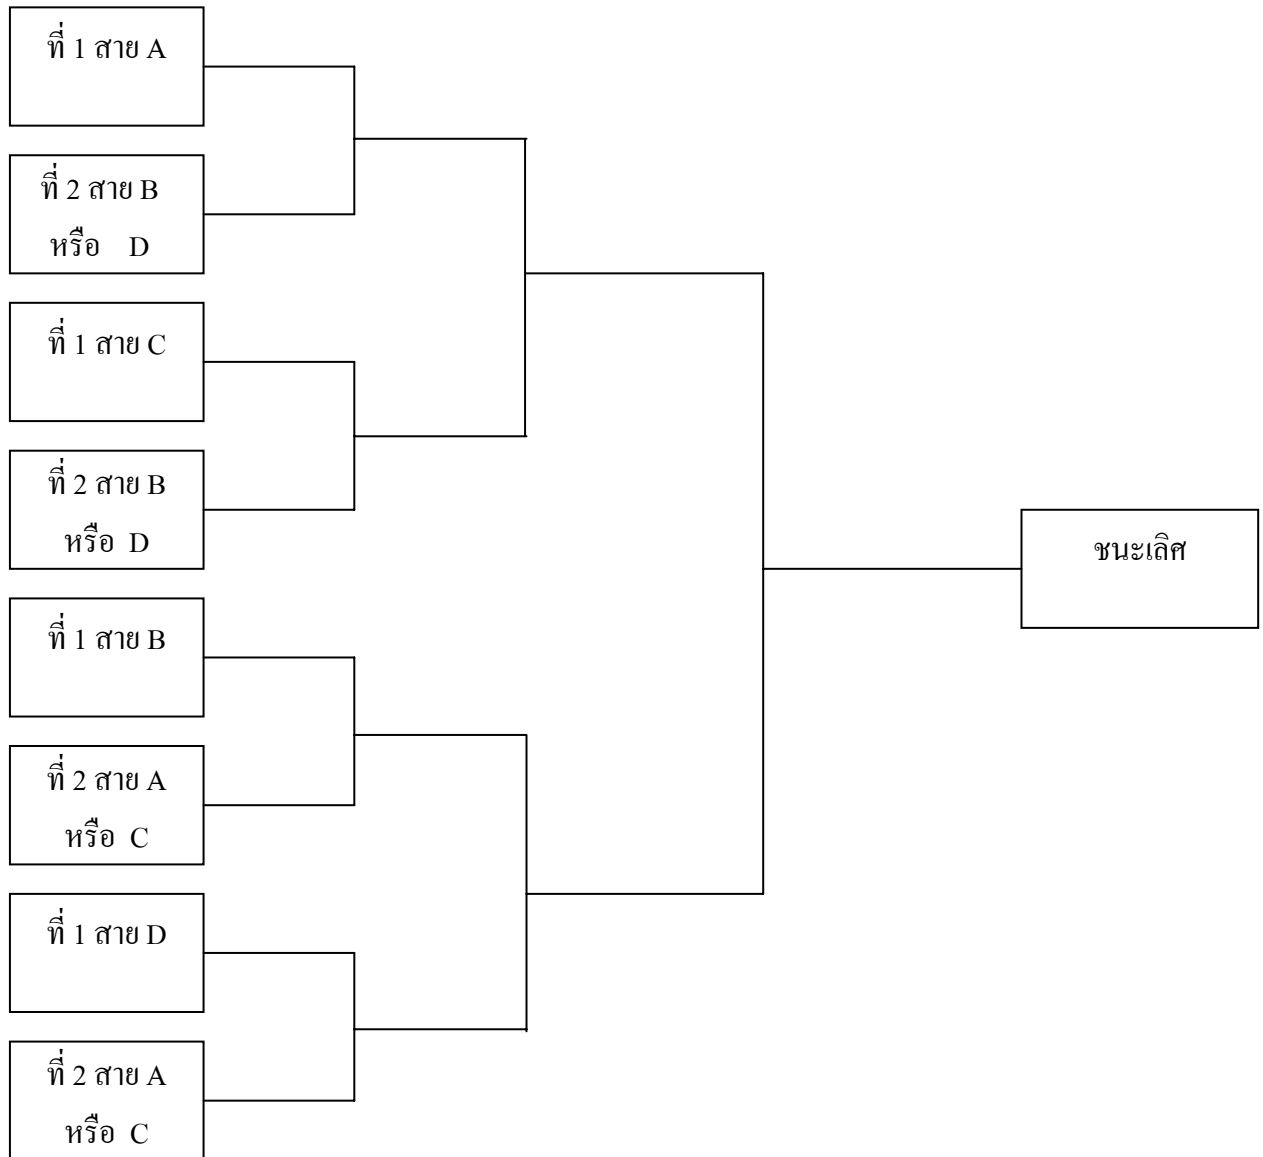 ที่ 1 สาย A
ที่ 2 สาย B
หรือ D
ที่ 1 สาย C
ที่ 2 สาย B
หรือ D
ที่ 1 สาย B
ที่ 2 สาย A
หรือ C
ที่ 1 สาย D
ที่ 2 สาย A
หรือ C
ชนะเลิศ